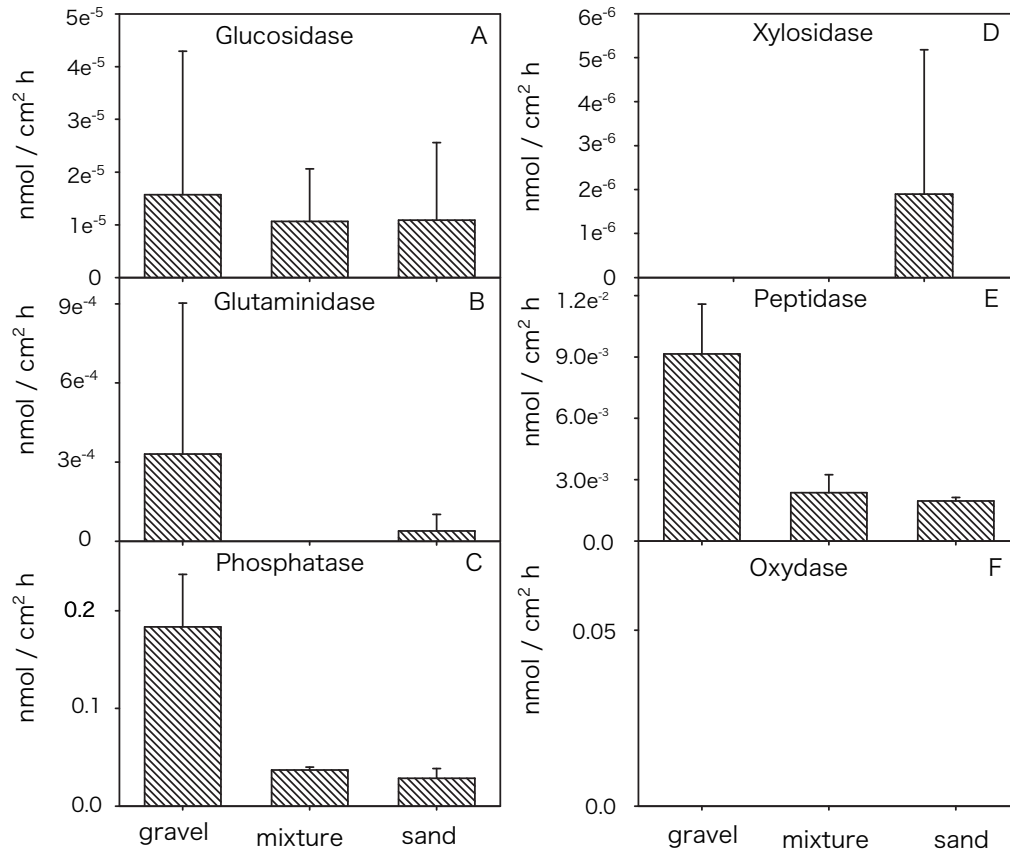 Glucosidase A
nmol / cm² h
5e⁻⁵
4e⁻⁵
3e⁻⁵
2e⁻⁵
1e⁻⁵
0
Glutaminidase B
nmol / cm² h
9e⁻⁴
6e⁻⁴
3e⁻⁴
0
Phosphatase C
nmol / cm² h
0.2
0.1
0.0
gravel mixture sand
Xylosidase D
nmol / cm² h
6e⁻⁶
5e⁻⁶
4e⁻⁶
3e⁻⁶
2e⁻⁶
1e⁻⁶
0
Peptidase E
nmol / cm² h
1.2e⁻²
9.0e⁻³
6.0e⁻³
3.0e⁻³
0.0
Oxydase F
nmol / cm² h
0.05
0.0
gravel mixture sand